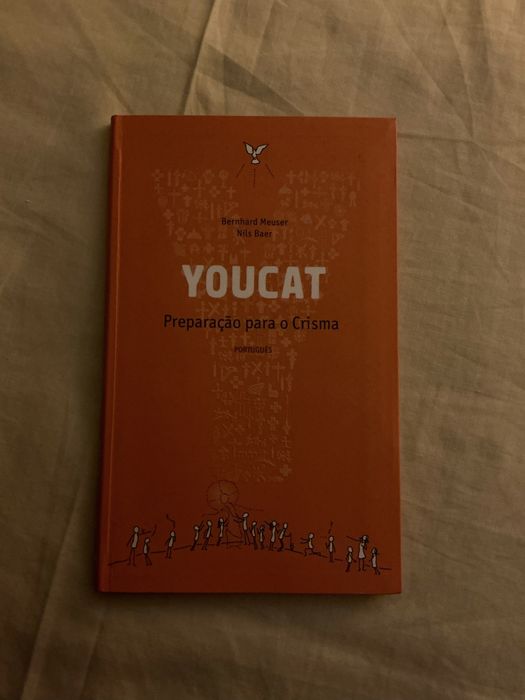 Bernhard Meuser
Nils Baer
YOUCAT
Preparação para o Crisma
PORTUGUÊS